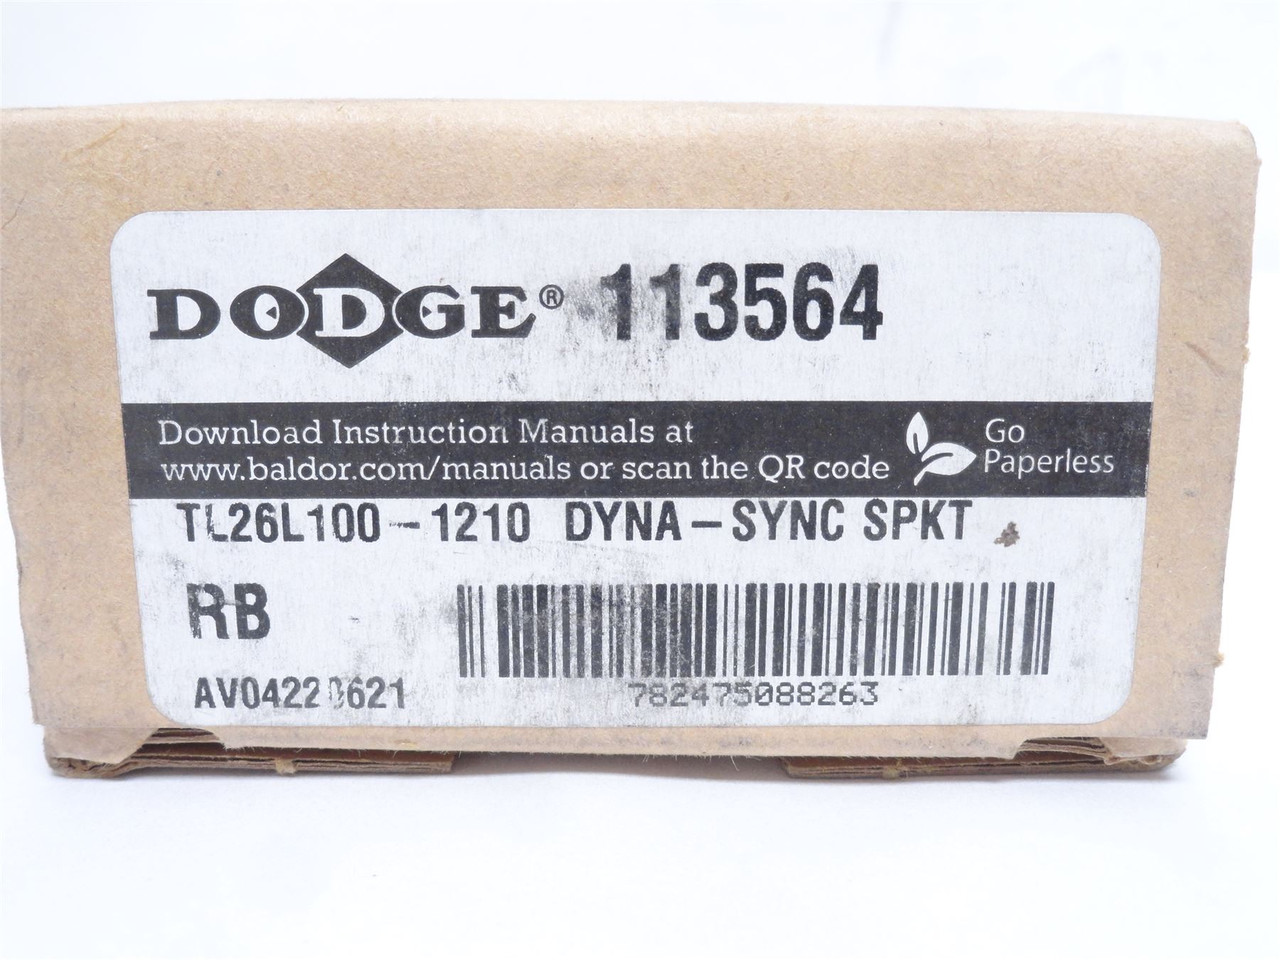 DODGE® 113564
Download Instruction Manuals at
www.baldor.com/manuals or scan the QR code
Go
Paperless
TL26L100-1210 DYNA-SYNC SPKT
RB
782475088263